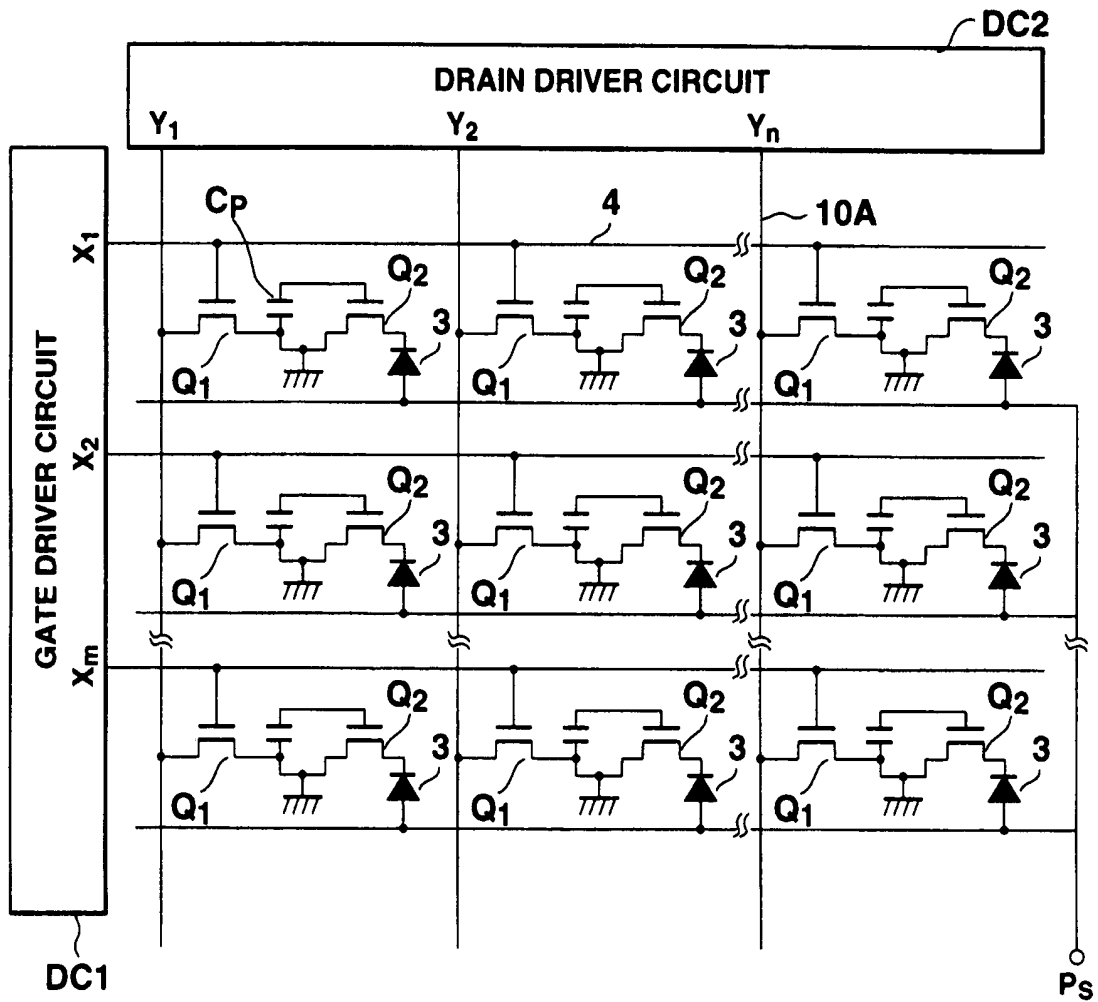 DC2
DRAIN DRIVER CIRCUIT
Y1 Y2 Yn
GATE DRIVER CIRCUIT
CP 4 10A
X1
Q2 Q2 Q2
3 3 3
Q1 Q1 Q1
X2
Q2 Q2 Q2
3 3 3
Q1 Q1 Q1
Xm
Q2 Q2 Q2
3 3 3
Q1 Q1 Q1
DC1
PS